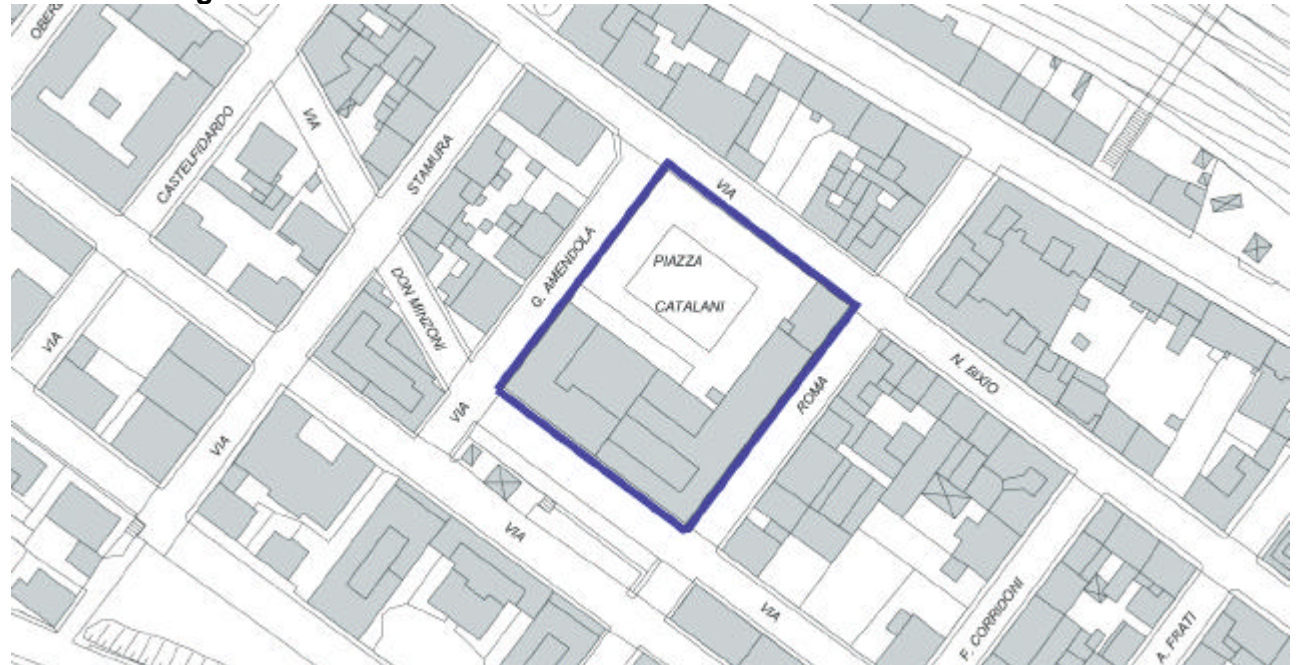 g
CASTELFIDARDO
VIA
STAMURA
VIA
G. AMENDOLA
PIAZZA
CATALANI
DON MINZONI
VIA
VIA
VIA
VIA
ROMA
N. BIXIO
VIA
VIA
F. CORRIDONI
A. FRATI